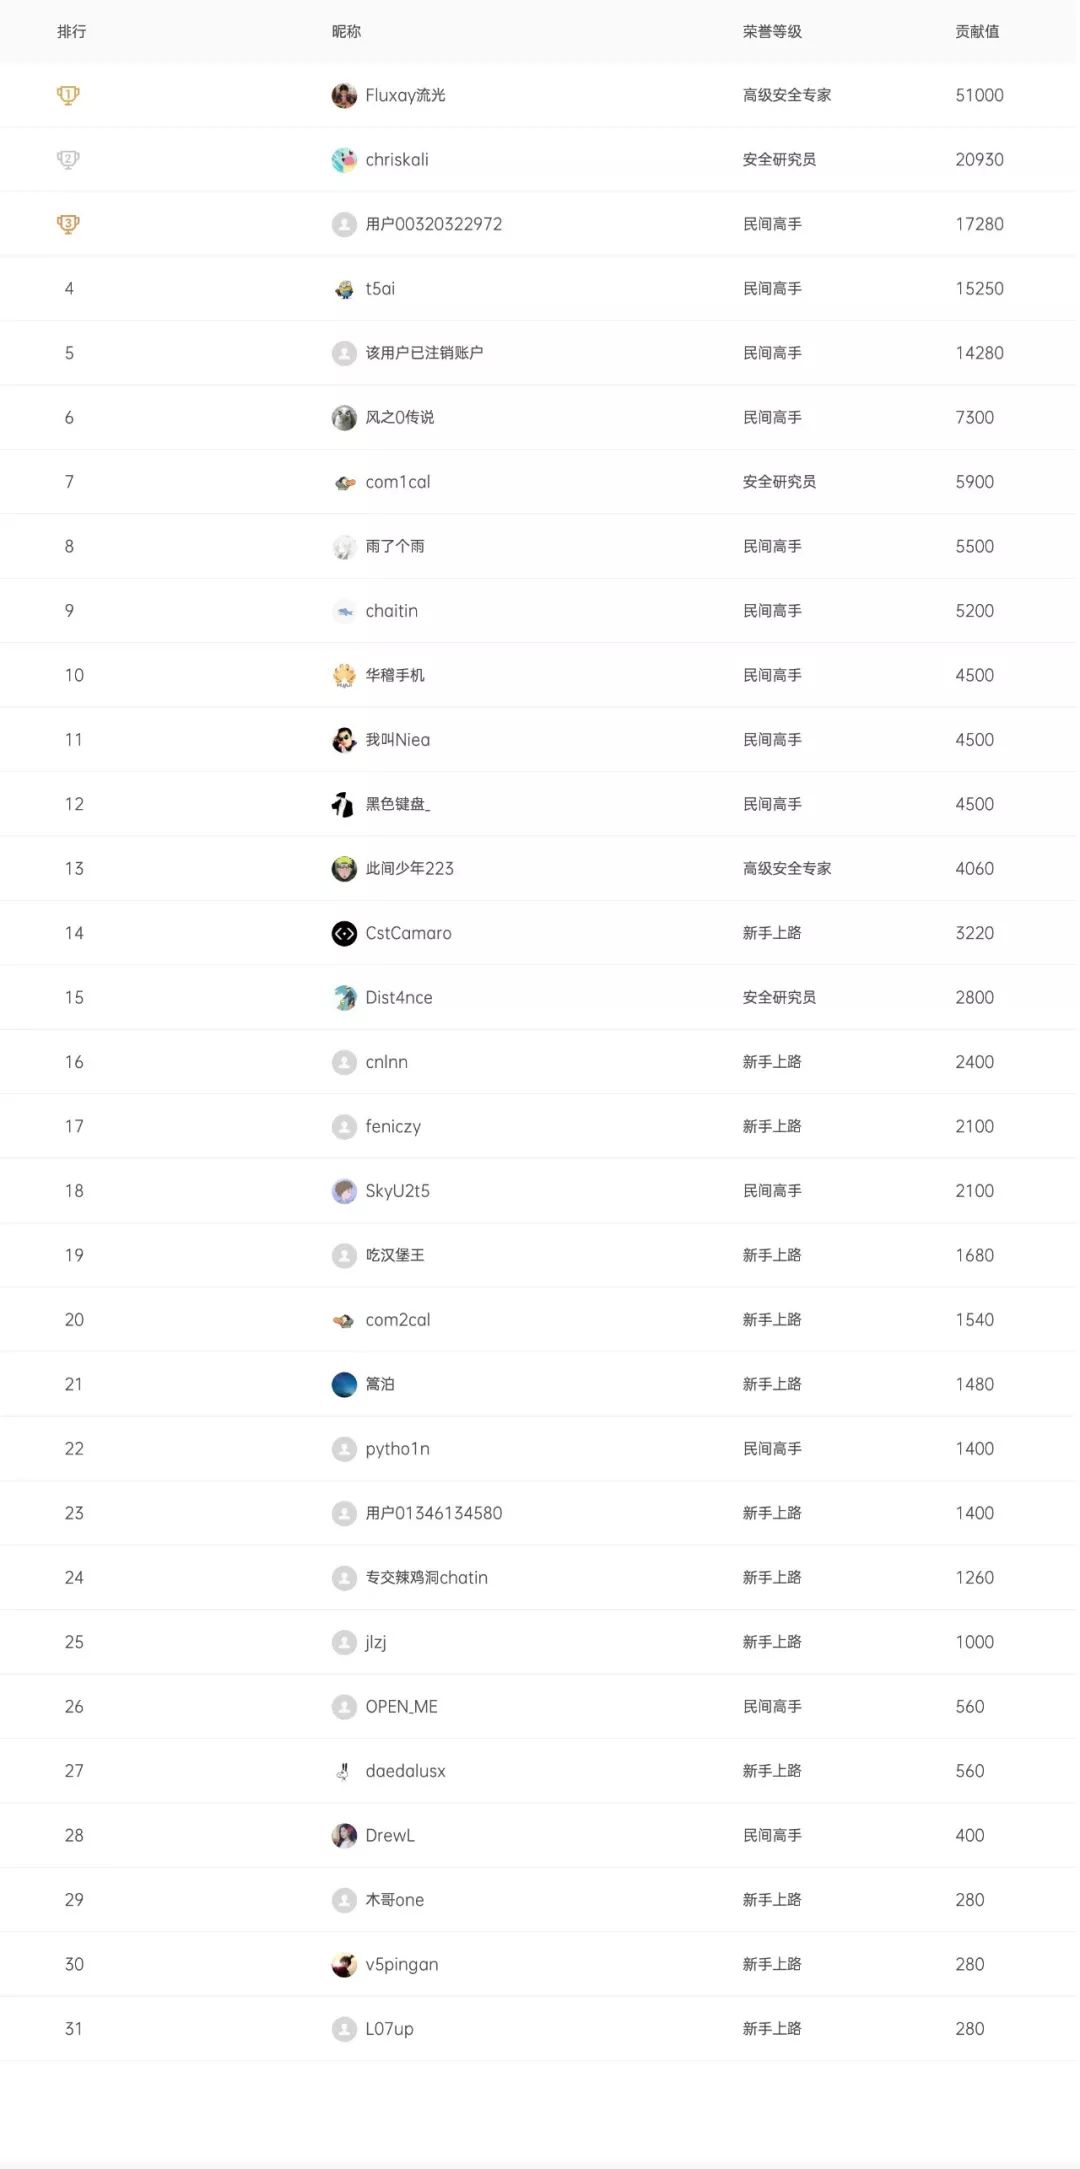 排行 昵称 荣誉等级 贡献值
1 Fluxay流光 高级安全专家 51000
2 chriskali 安全研究员 20930
3 用户00320322972 民间高手 17280
4 t5ai 民间高手 15250
5 该用户已注销账户 民间高手 14280
6 风之0传说 民间高手 7300
7 com1cal 安全研究员 5900
8 雨了个雨 民间高手 5500
9 chaitin 民间高手 5200
10 华稽手机 民间高手 4500
11 我叫Niea 民间高手 4500
12 黑色键盘_ 民间高手 4500
13 此间少年223 高级安全专家 4060
14 CstCamaro 新手上路 3220
15 Dist4nce 安全研究员 2800
16 cnlnn 新手上路 2400
17 feniczy 新手上路 2100
18 SkyU2t5 民间高手 2100
19 吃汉堡王 新手上路 1680
20 com2cal 新手上路 1540
21 篙泊 新手上路 1480
22 pytho1n 民间高手 1400
23 用户01346134580 新手上路 1400
24 专交辣鸡洞chatin 新手上路 1260
25 jlzj 新手上路 1000
26 OPEN_ME 民间高手 560
27 daedalusx 新手上路 560
28 DrewL 民间高手 400
29 木哥one 新手上路 280
30 v5pingan 新手上路 280
31 L07up 新手上路 280